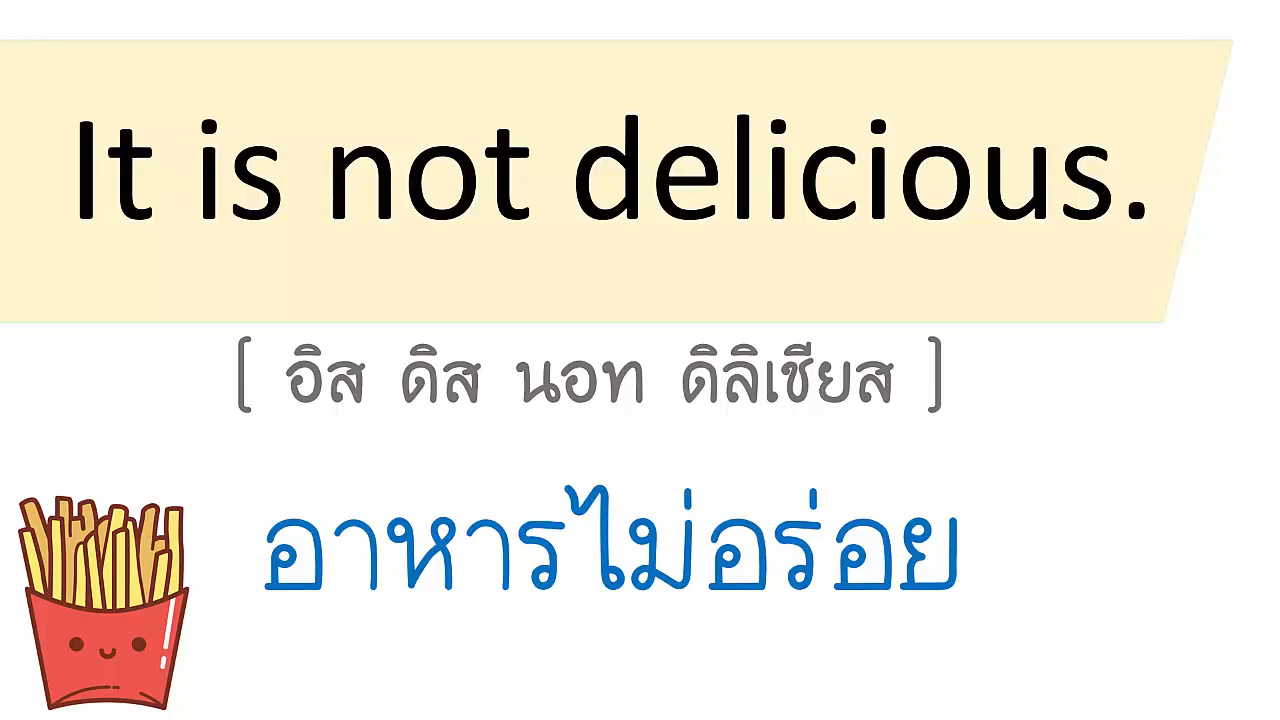 It is not delicious.
[ อิส ดิส นอท ดิลิเชียส ]
อาหารไม่อร่อย